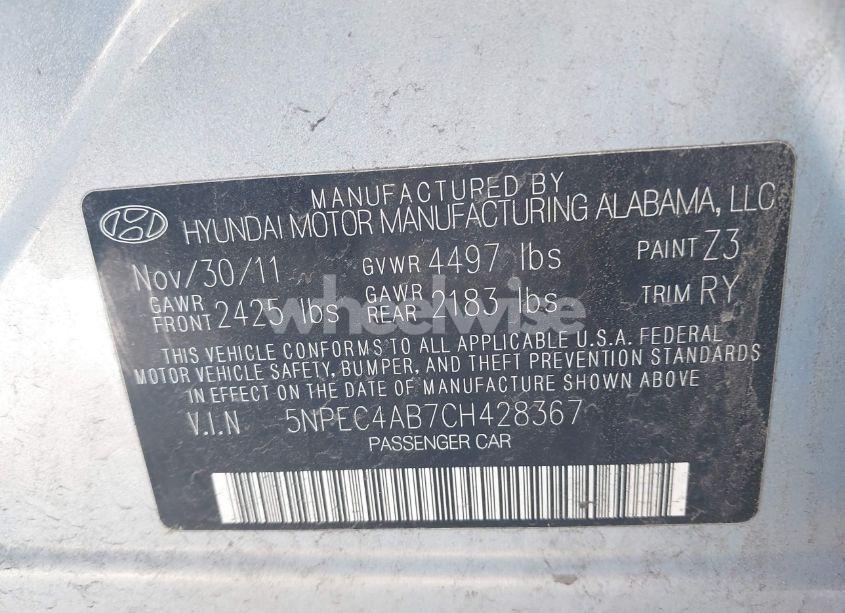 MANUFACTURED BY
HYUNDAI MOTOR MANUFACTURING ALABAMA, LLC
Nov/30/11 GVWR 4497 lbs PAINT Z3
GAWR FRONT 2425 lbs GAWR REAR 2183 lbs TRIM RY
wheelwise
THIS VEHICLE CONFORMS TO ALL APPLICABLE U.S.A. FEDERAL
MOTOR VEHICLE SAFETY, BUMPER, AND THEFT PREVENTION STANDARDS
IN EFFECT ON THE DATE OF MANUFACTURE SHOWN ABOVE.
V.I.N 5NPEC4AB7CH428367
PASSENGER CAR